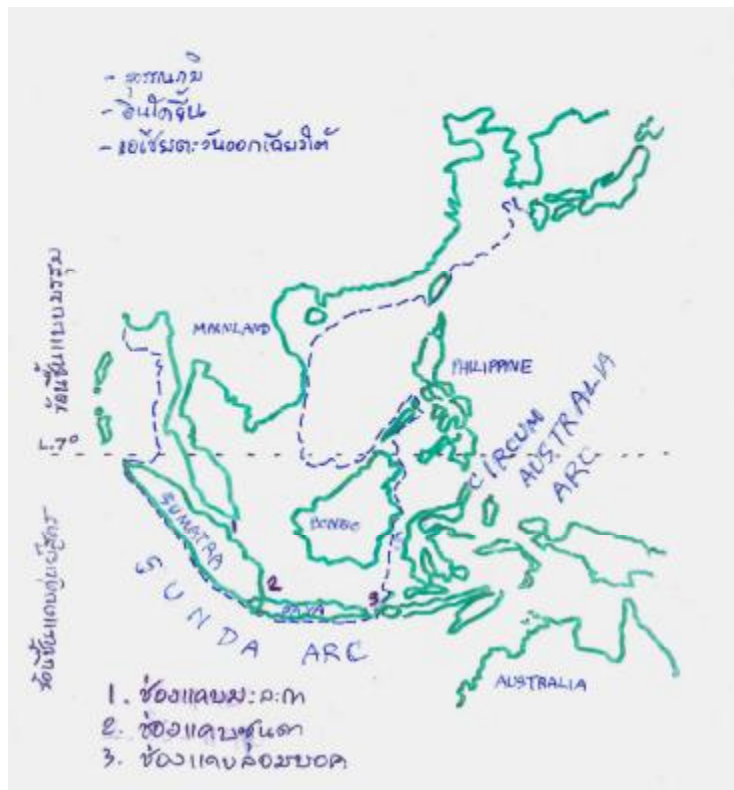 - สุวรรณภูมิ
- อินโดจีน
- เอเชียตะวันออกเฉียงใต้
ร้อนชื้นแบบมรสุม
MAINLAND
PHILIPPINE
L.7°
CIRCUM
AUSTRALIA
ARC
SUMATRA
BONEO
2
JAVA
3
SUNDA ARC
ร้อนชื้นแถบศูนย์สูตร
AUSTRALIA
1. ช่องแคบมะละกา
2. ช่องแคบซุนดา
3. ช่องแคบล่อมบอค